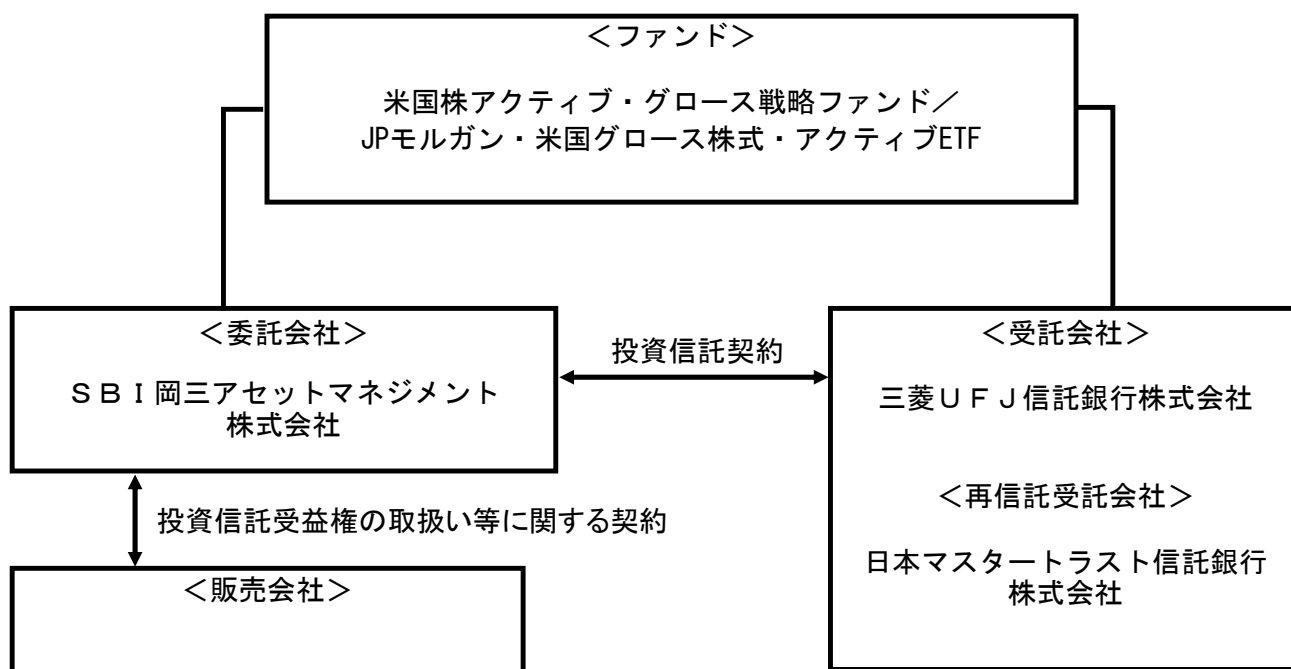 ＜ファンド＞
米国株アクティブ・グロース戦略ファンド／
JPモルガン・米国グロース株式・アクティブETF
＜委託会社＞
ＳＢＩ岡三アセットマネジメント
株式会社
投資信託契約
＜受託会社＞
三菱ＵＦＪ信託銀行株式会社
＜再信託受託会社＞
日本マスタートラスト信託銀行
株式会社
投資信託受益権の取扱い等に関する契約
＜販売会社＞